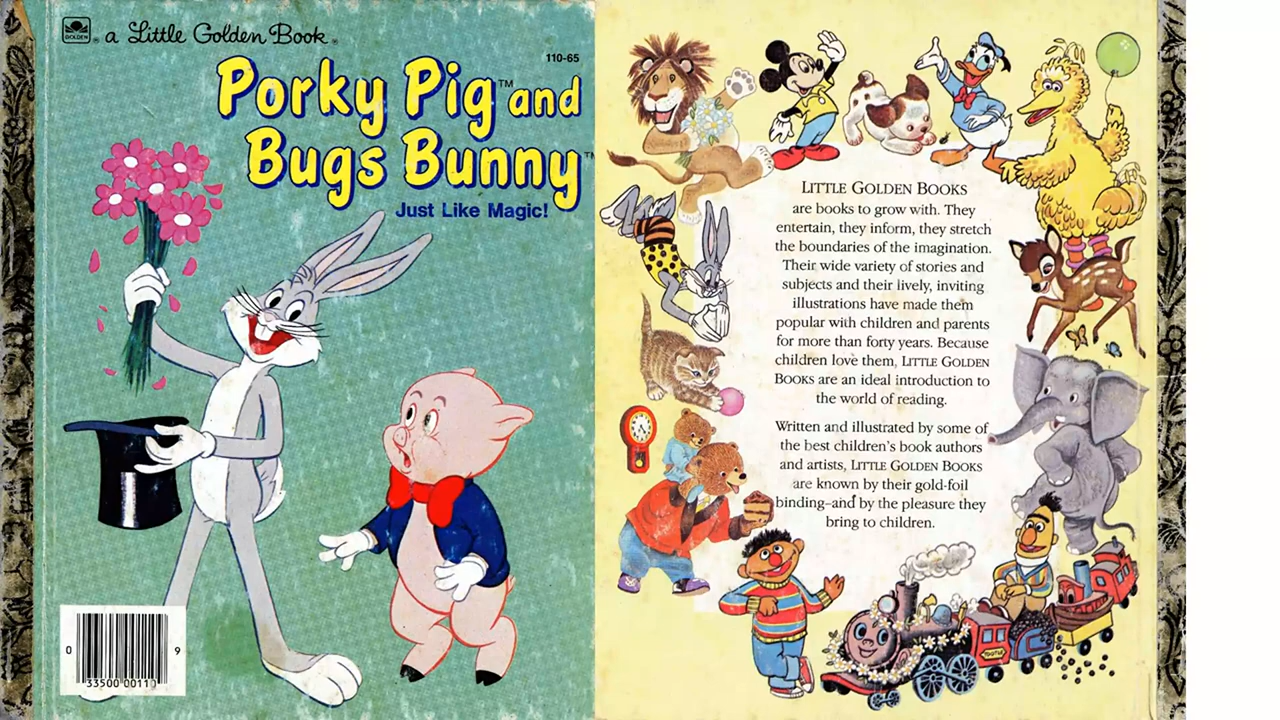 GOLDEN® a Little Golden Book®
110-65
Porky Pig™ and
Bugs Bunny™
Just Like Magic!
0 9
33500 00110
LITTLE GOLDEN BOOKS
are books to grow with. They
entertain, they inform, they stretch
the boundaries of the imagination.
Their wide variety of stories and
subjects and their lively, inviting
illustrations have made them
popular with children and parents
for more than forty years. Because
children love them, LITTLE GOLDEN
BOOKS are an ideal introduction to
the world of reading.
Written and illustrated by some of
the best children's book authors
and artists, LITTLE GOLDEN BOOKS
are known by their gold-foil
binding–and by the pleasure they
bring to children.
TOOTLE